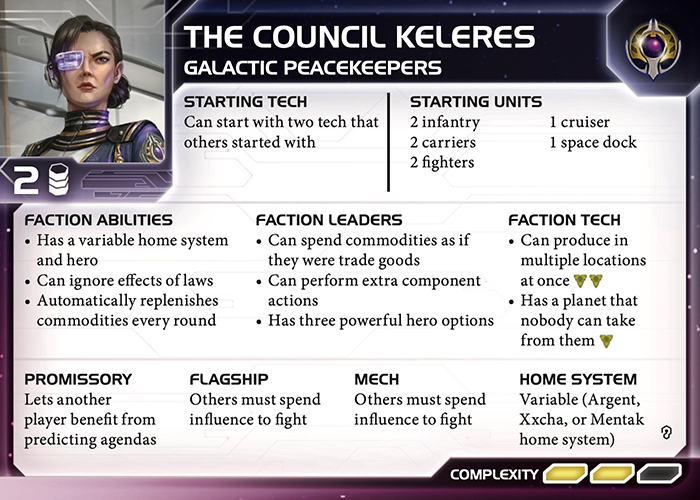 THE COUNCIL KELERES
GALACTIC PEACEKEEPERS
2
STARTING TECH
Can start with two tech that
others started with
STARTING UNITS
2 infantry
2 carriers
2 fighters
1 cruiser
1 space dock
FACTION ABILITIES
• Has a variable home system
and hero
• Can ignore effects of laws
• Automatically replenishes
commodities every round
FACTION LEADERS
• Can spend commodities as if
they were trade goods
• Can perform extra component
actions
• Has three powerful hero options
FACTION TECH
• Can produce in
multiple locations
at once
• Has a planet that
nobody can take
from them
PROMISSORY
Lets another
player benefit from
predicting agendas
FLAGSHIP
Others must spend
influence to fight
MECH
Others must spend
influence to fight
HOME SYSTEM
Variable (Argent,
Xxcha, or Mentak
home system)
COMPLEXITY